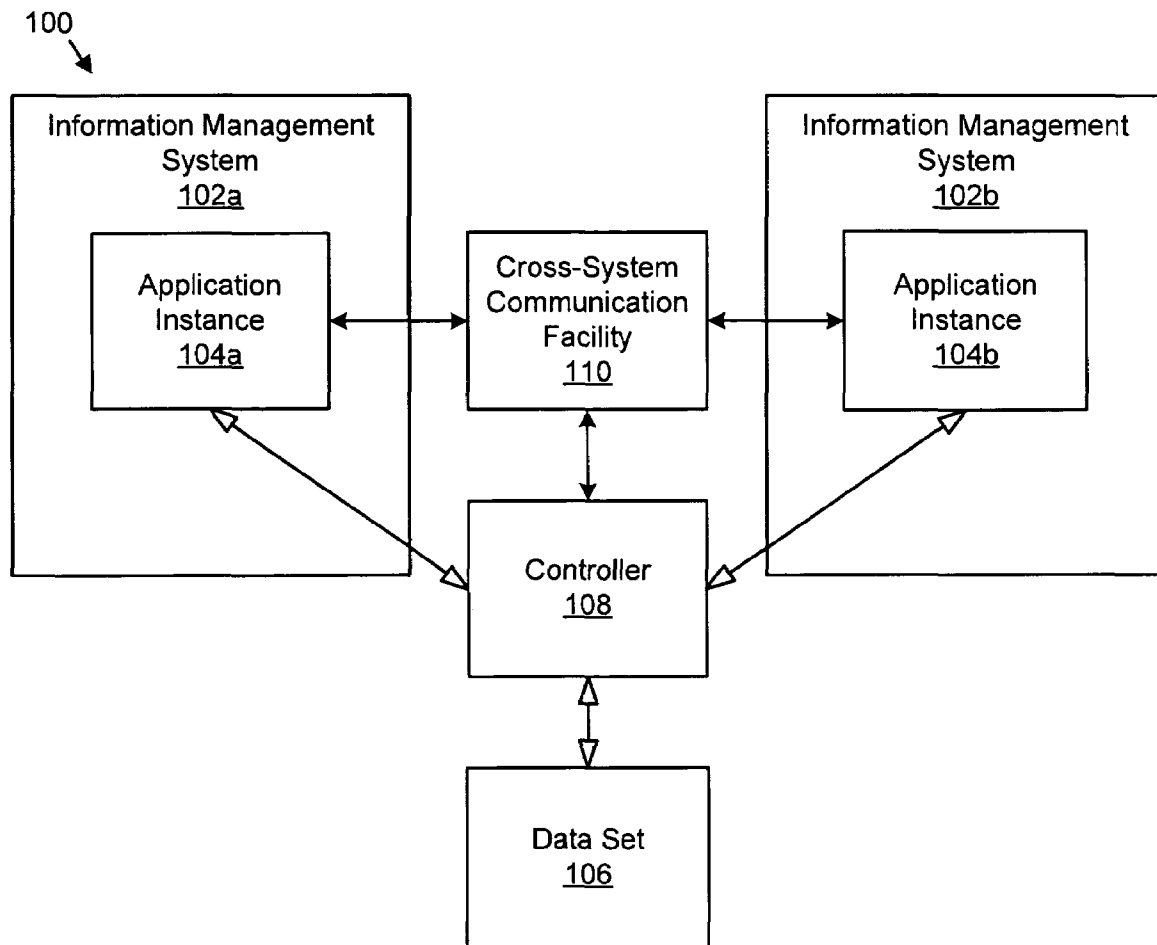 100
Information Management
System
102a
Application
Instance
104a
Cross-System
Communication
Facility
110
Information Management
System
102b
Application
Instance
104b
Controller
108
Data Set
106